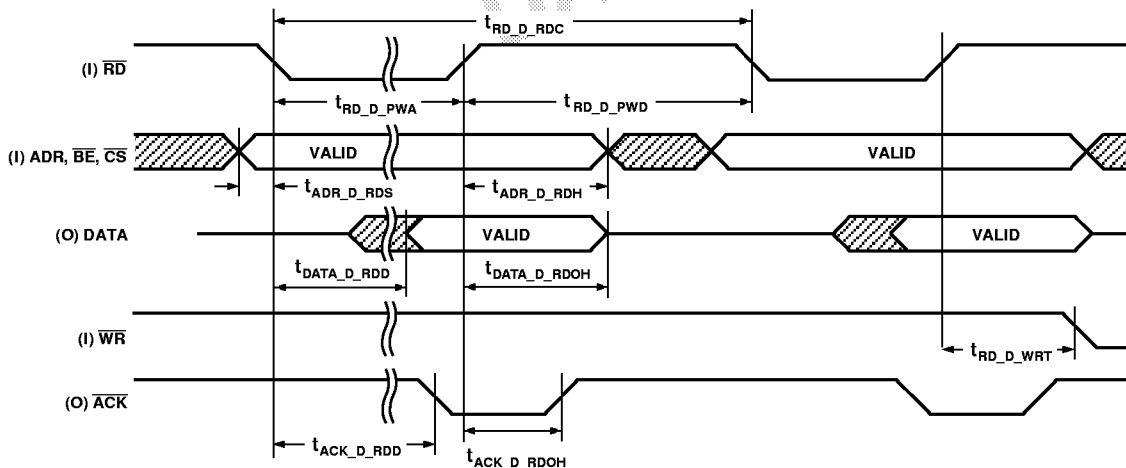 tRD_D_RDC
(I) RD
tRD_D_PWA
tRD_D_PWD
(I) ADR, BE, CS
VALID
VALID
tADR_D_RDS
tADR_D_RDH
(O) DATA
VALID
VALID
tDATA_D_RDD
tDATA_D_RDOH
(I) WR
tRD_D_WRT
(O) ACK
tACK_D_RDD
tACK_D_RDOH